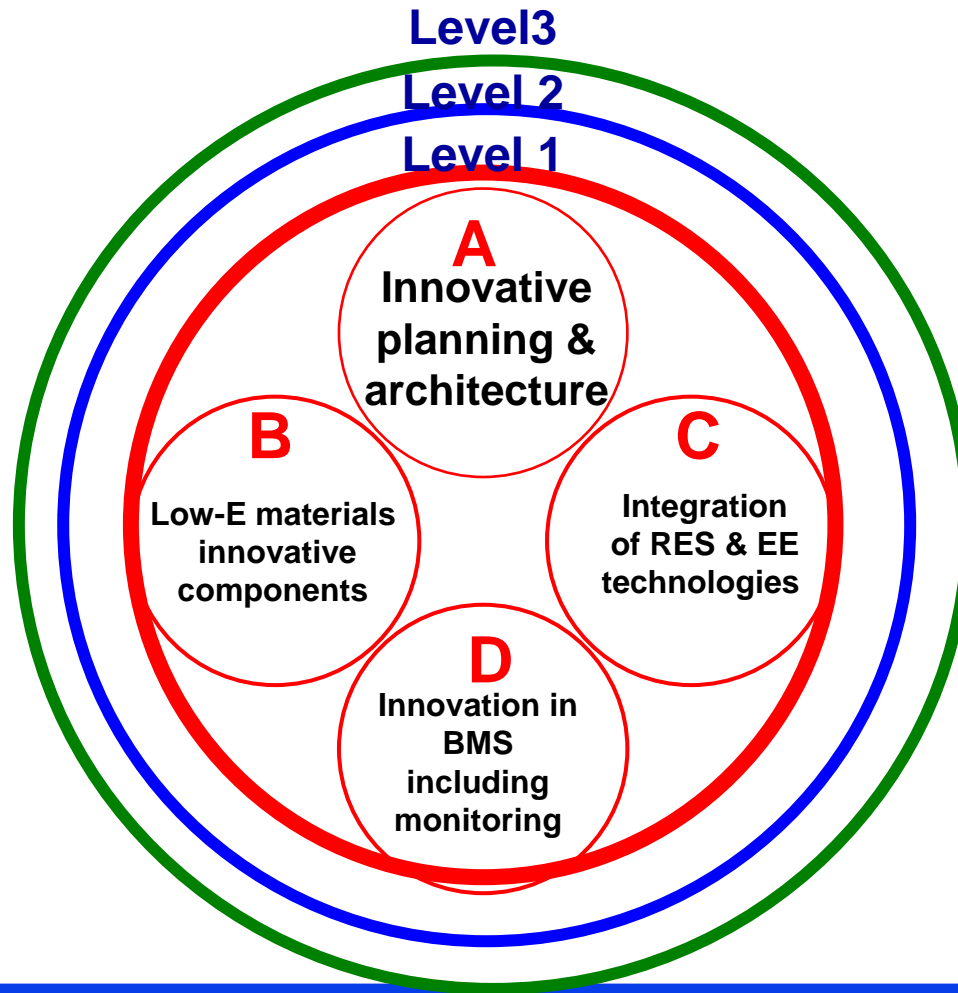 Level3
Level 2
Level 1
A
Innovative
planning &
architecture
B
Low-E materials
innovative
components
C
Integration
of RES & EE
technologies
D
Innovation in
BMS
including
monitoring